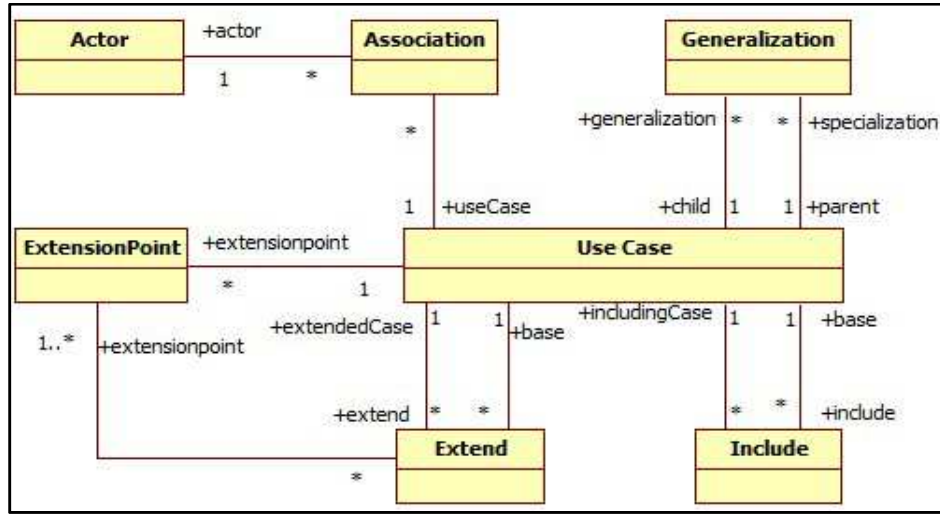 Actor
+actor
1
*
Association
Generalization
+generalization
*
*
+specialization
*
1
+useCase
+child
1
1
+parent
ExtensionPoint
+extensionpoint
*
1
Use Case
1..*
+extensionpoint
+extendedCase
1
1
+base
+includingCase
1
1
+base
+extend
*
*
*
*
+include
*
Extend
Include